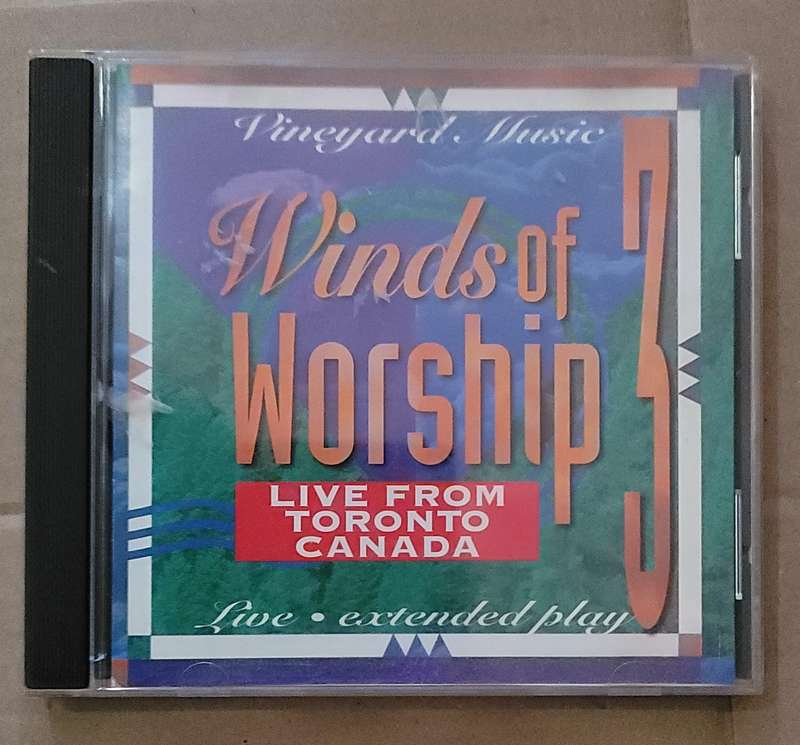 Vineyard Music
Winds of
Worship 3
LIVE FROM
TORONTO
CANADA
Live • extended play